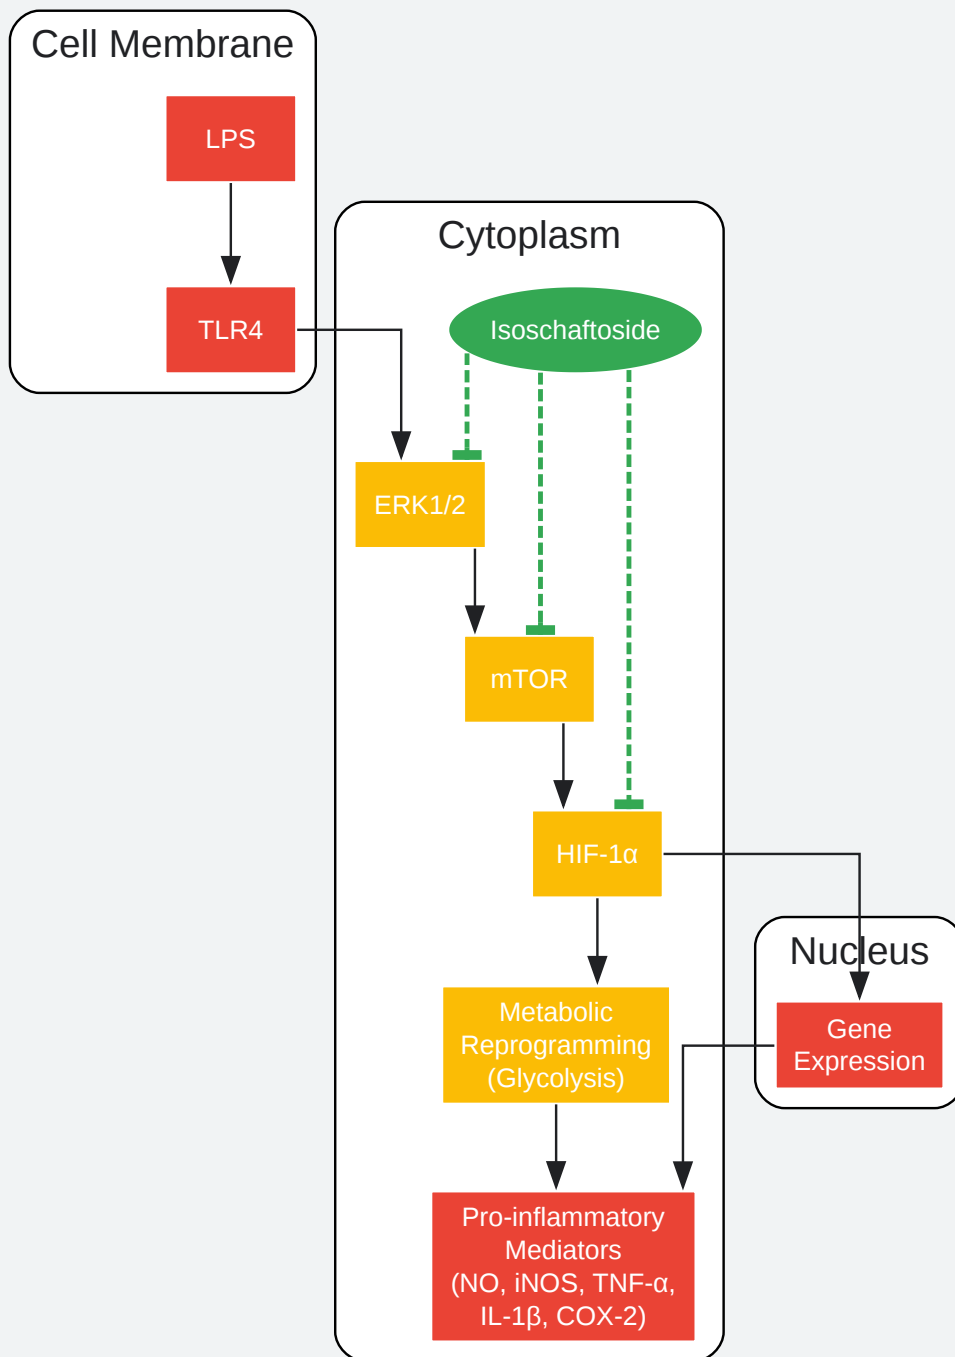 Cell Membrane
LPS
TLR4
Cytoplasm
Isoschaftoside
ERK1/2
mTOR
HIF-1α
Nucleus
Gene
Expression
Metabolic
Reprogramming
(Glycolysis)
Pro-inflammatory
Mediators
(NO, iNOS, TNF-α,
IL-1β, COX-2)